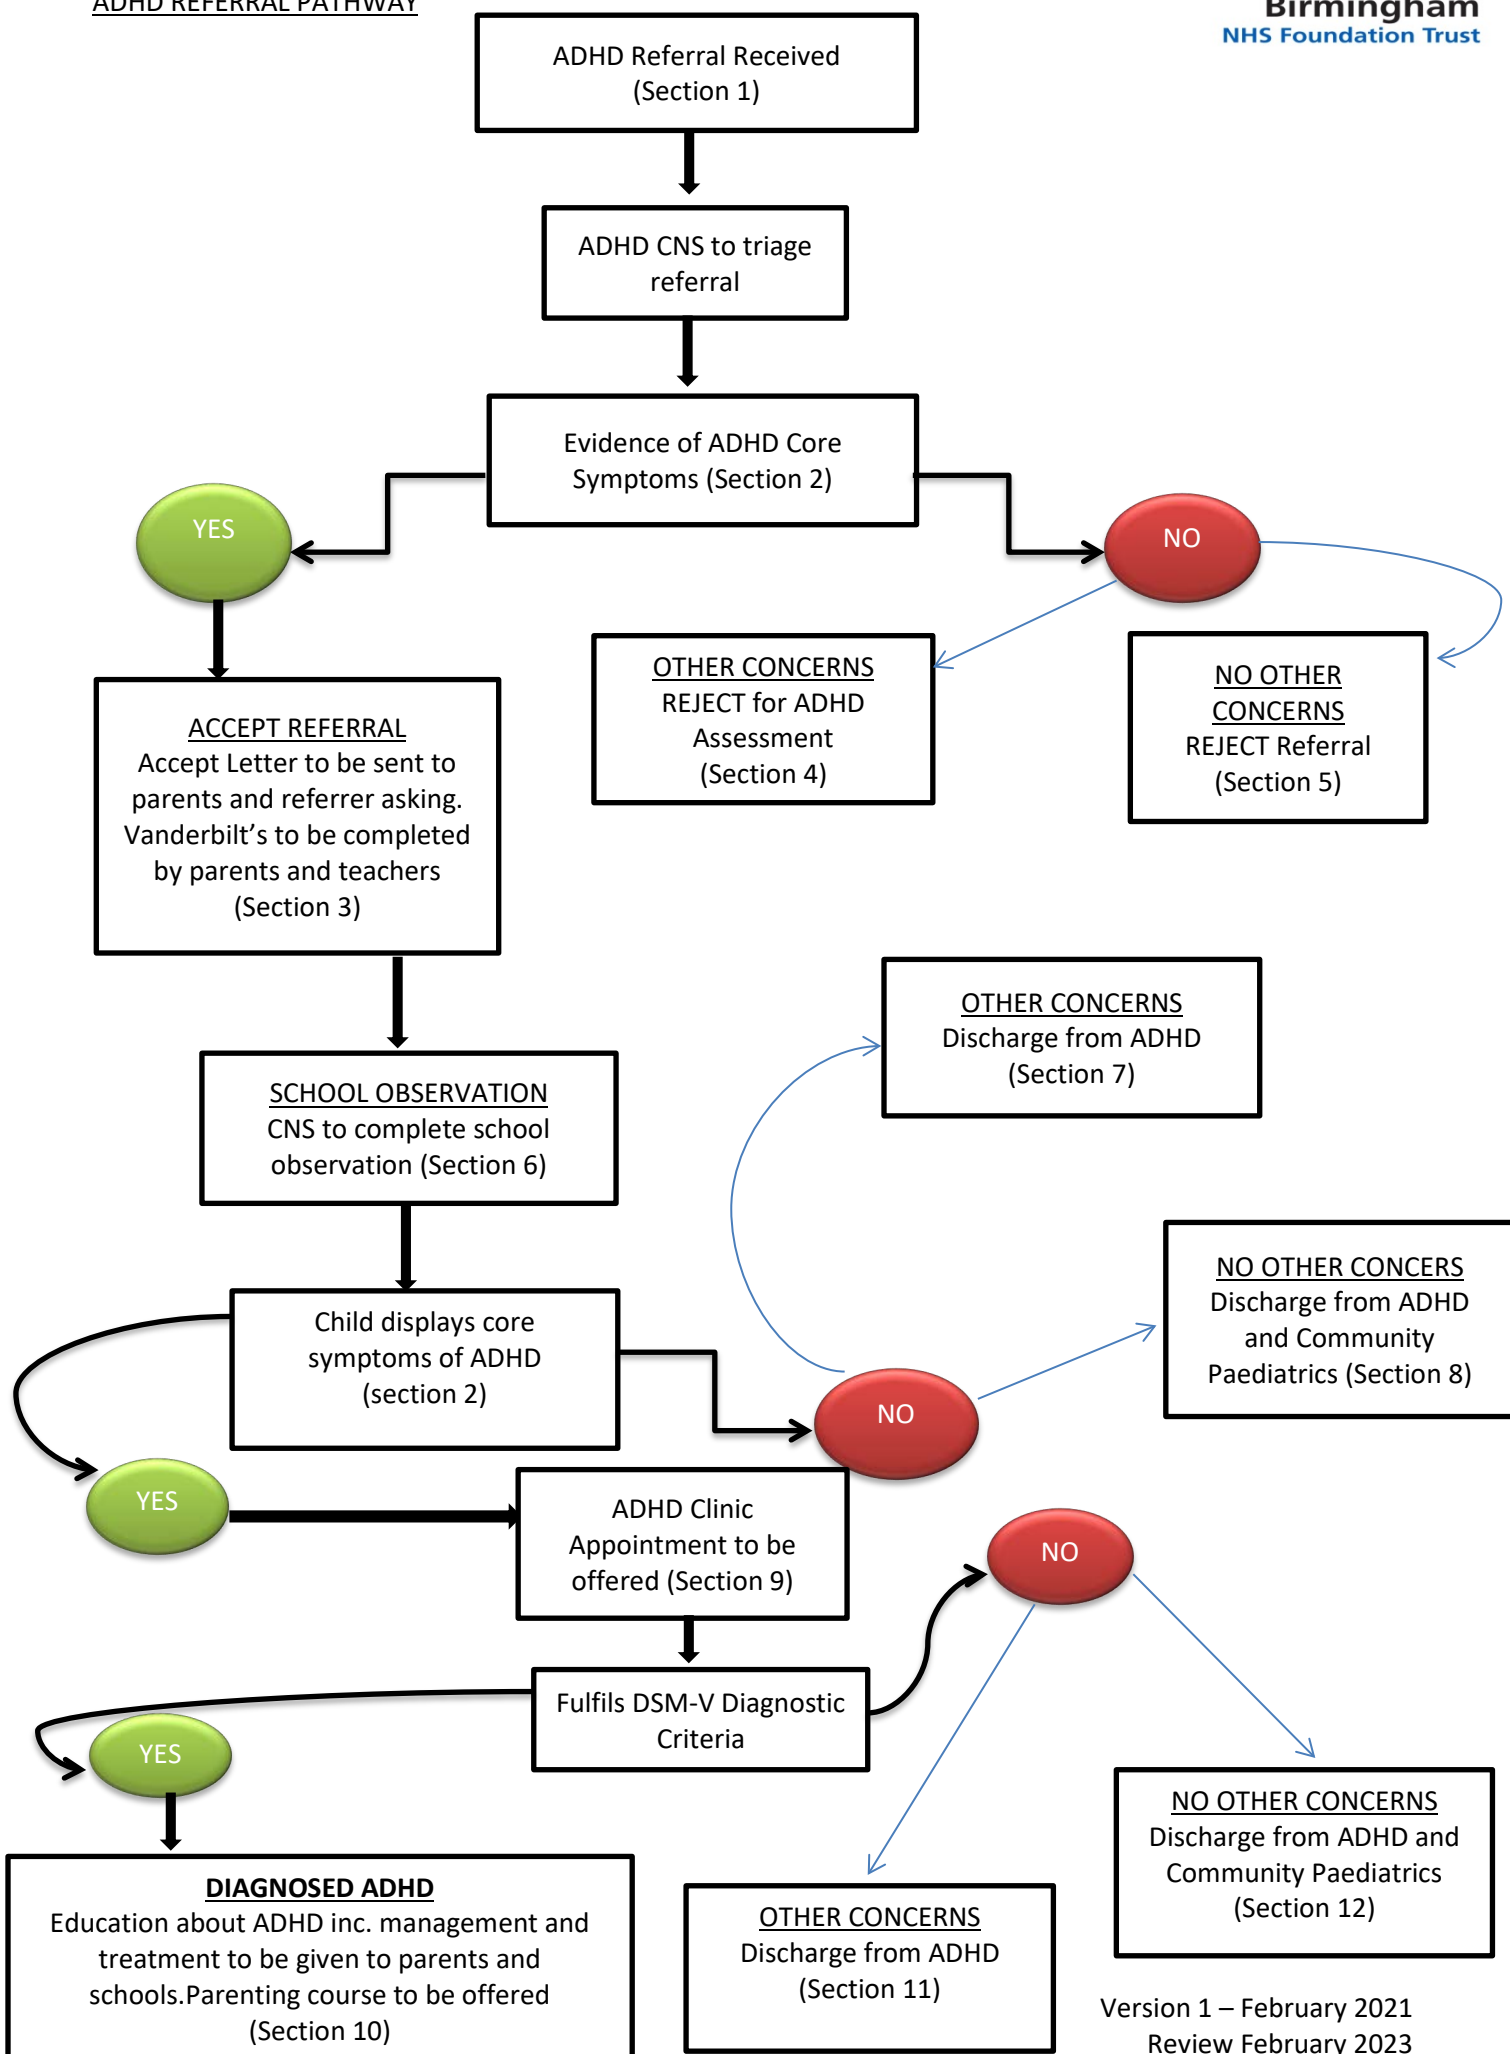 ADHD REFERRAL PATHWAY
Birmingham
NHS Foundation Trust
ADHD Referral Received
(Section 1)
ADHD CNS to triage
referral
Evidence of ADHD Core
Symptoms (Section 2)
YES
NO
OTHER CONCERNS
REJECT for ADHD
Assessment
(Section 4)
NO OTHER
CONCERNS
REJECT Referral
(Section 5)
ACCEPT REFERRAL
Accept Letter to be sent to
parents and referrer asking.
Vanderbilt’s to be completed
by parents and teachers
(Section 3)
OTHER CONCERNS
Discharge from ADHD
(Section 7)
SCHOOL OBSERVATION
CNS to complete school
observation (Section 6)
NO OTHER CONCERS
Discharge from ADHD
and Community
Paediatrics (Section 8)
Child displays core
symptoms of ADHD
(section 2)
NO
YES
ADHD Clinic
Appointment to be
offered (Section 9)
NO
Fulfils DSM-V Diagnostic
Criteria
YES
NO OTHER CONCERNS
Discharge from ADHD and
Community Paediatrics
(Section 12)
DIAGNOSED ADHD
Education about ADHD inc. management and
treatment to be given to parents and
schools.Parenting course to be offered
(Section 10)
OTHER CONCERNS
Discharge from ADHD
(Section 11)
Version 1 – February 2021
Review February 2023